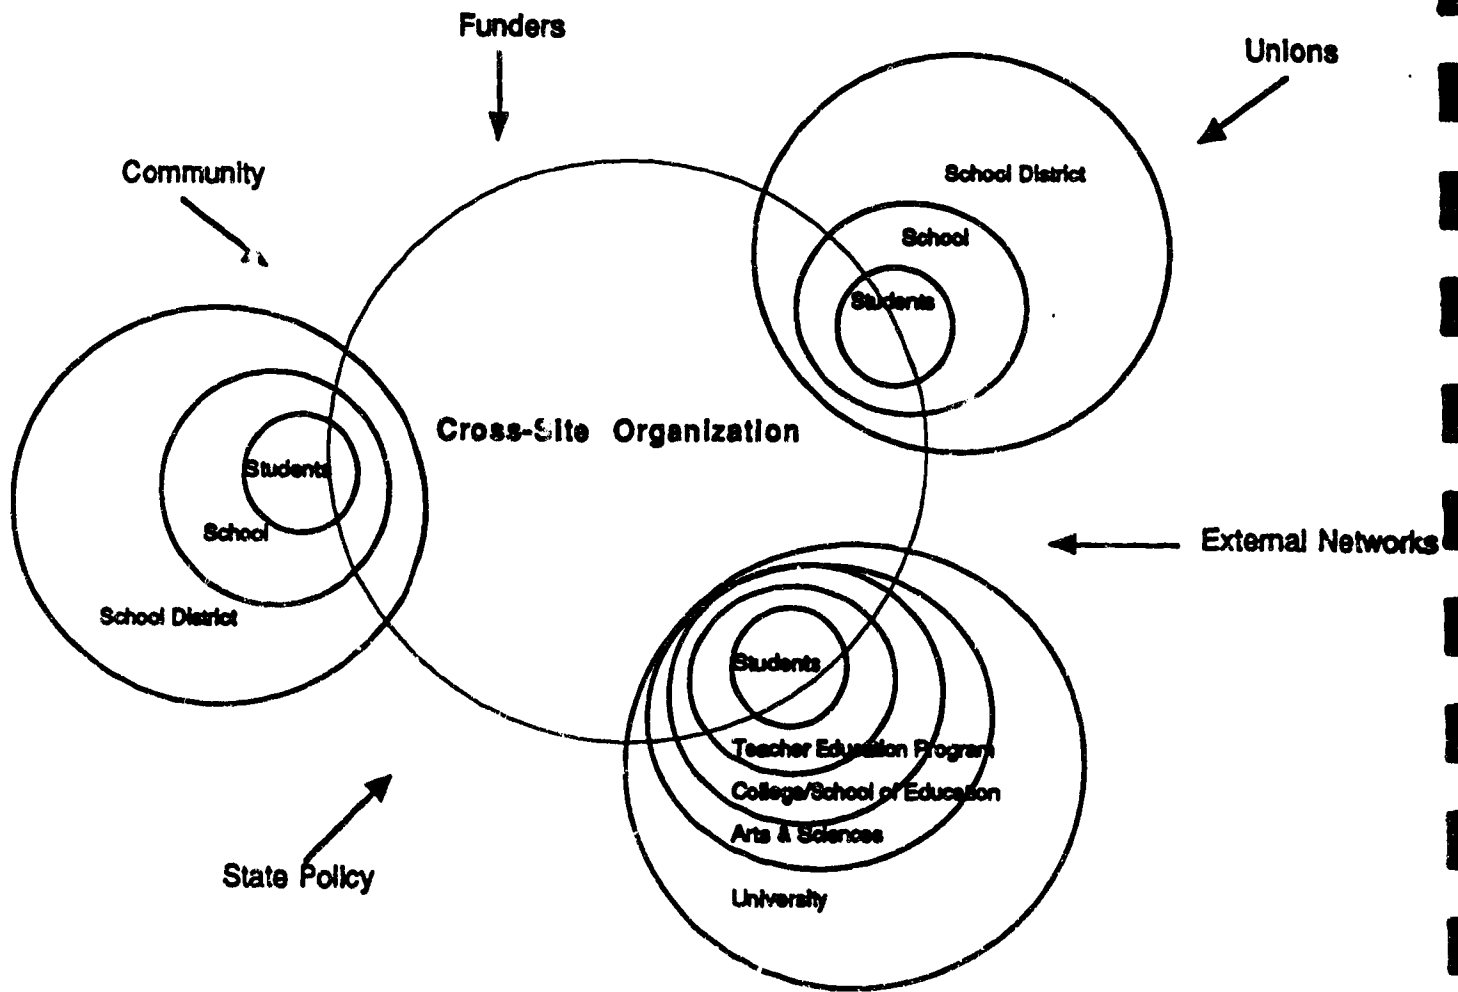 Funders
Unions
Community
School District
School
Students
Cross-Site Organization
Students
School
School District
External Networks
Students
Teacher Education Program
College/School of Education
Arts & Sciences
University
State Policy